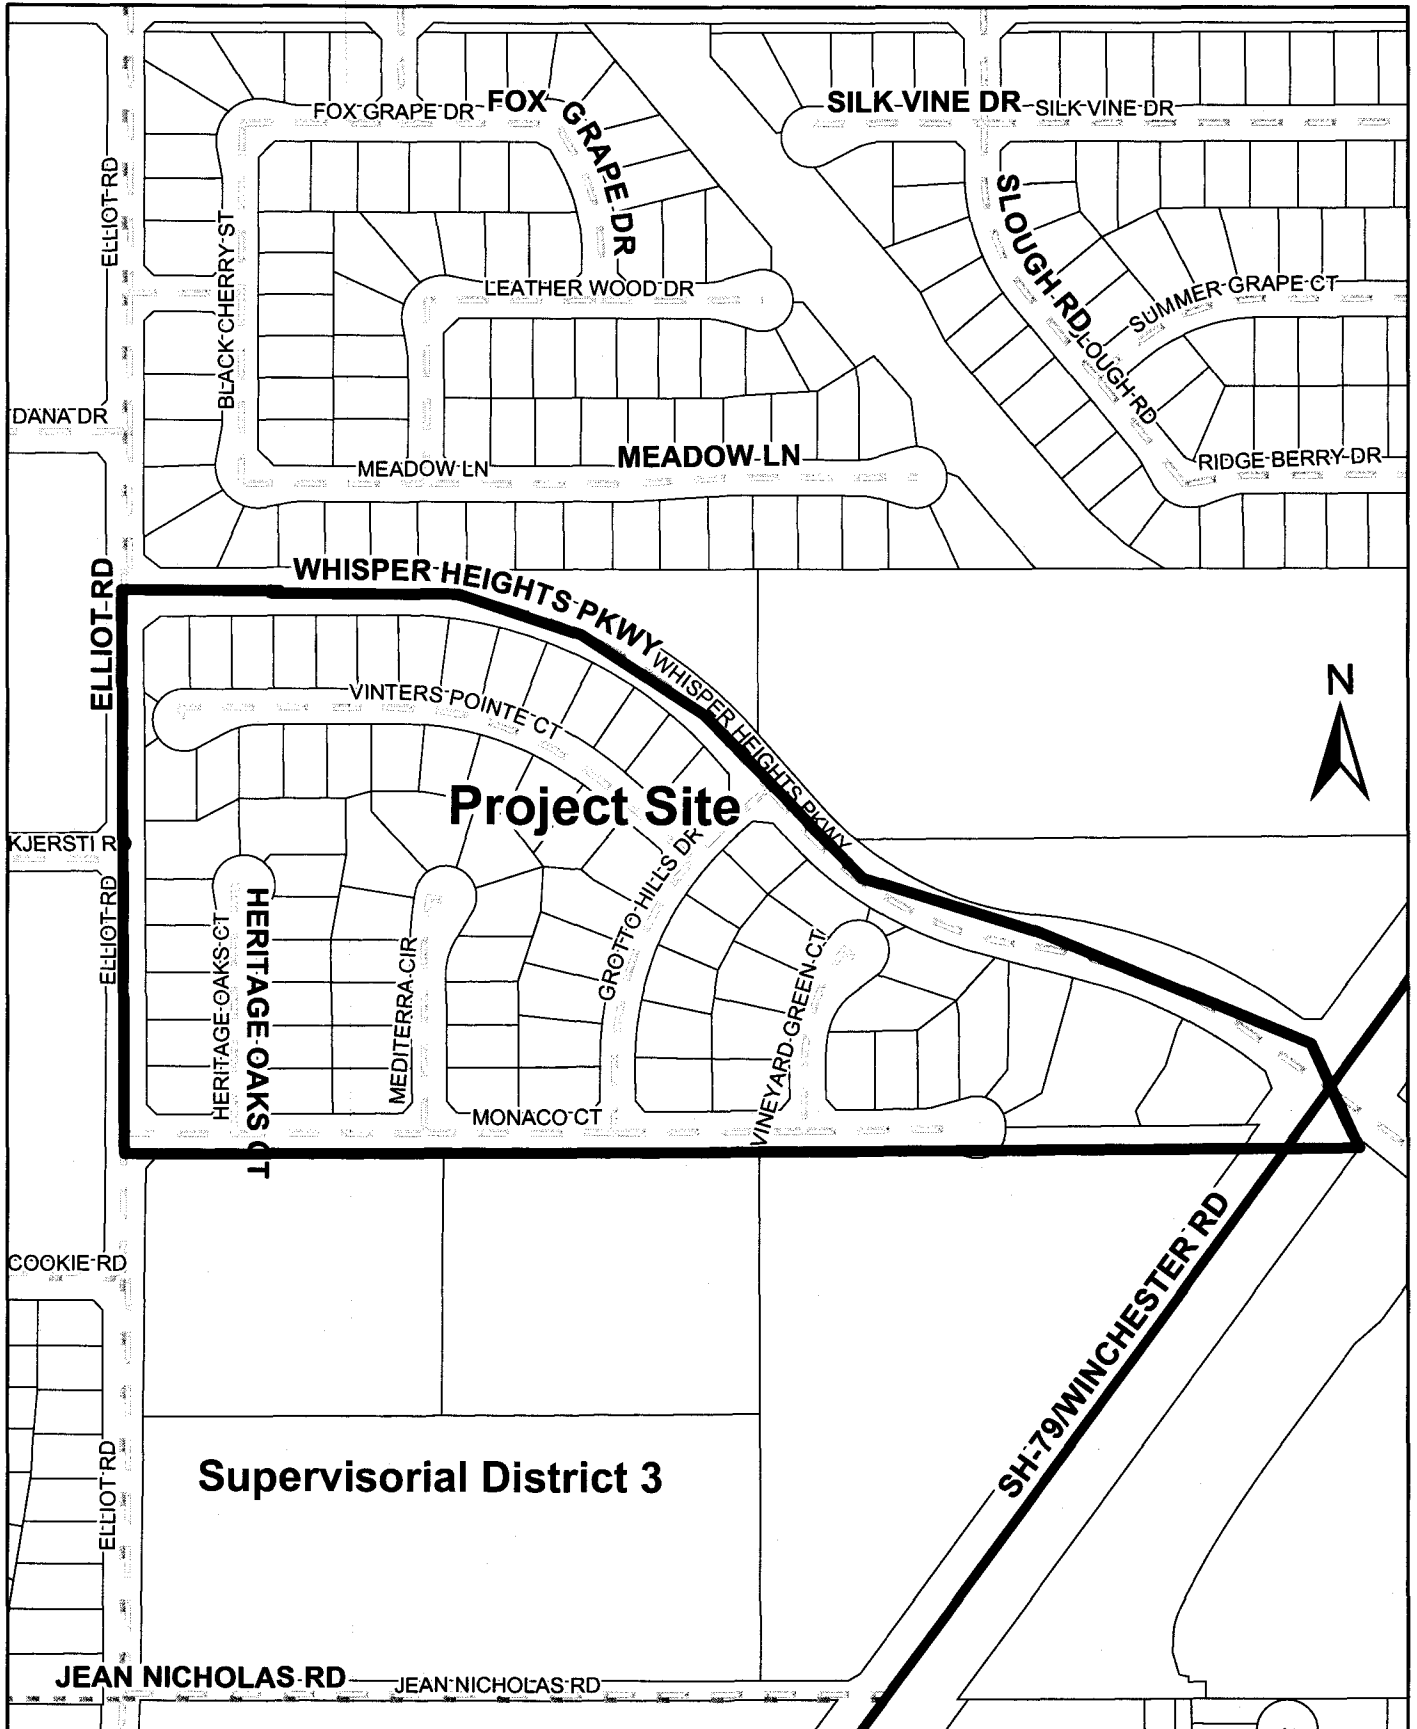 FOX GRAPE DR
FOX GRAPE DR
SILK VINE DR
SILK VINE DR
ELLIOT RD
BLACK CHERRY ST
SLOUGH RD
SUMMER GRAPE CT
LEATHER WOOD DR
SLOUGH RD
DANA DR
MEADOW LN
MEADOW LN
RIDGE BERRY DR
WHISPER HEIGHTS PKWY
ELLIOT RD
WHISPER HEIGHTS PKWY
N
VINTERS POINTE CT
Project Site
KJERSTI R
GROTTO HILLS DR
ELLIOT RD
HERITAGE OAKS CT
HERITAGE OAKS CT
MEDITERRA CIR
VINEYARD GREEN CT
MONACO CT
COOKIE RD
SH-79/WINCHESTER RD
ELLIOT RD
Supervisorial District 3
JEAN NICHOLAS RD
JEAN NICHOLAS RD